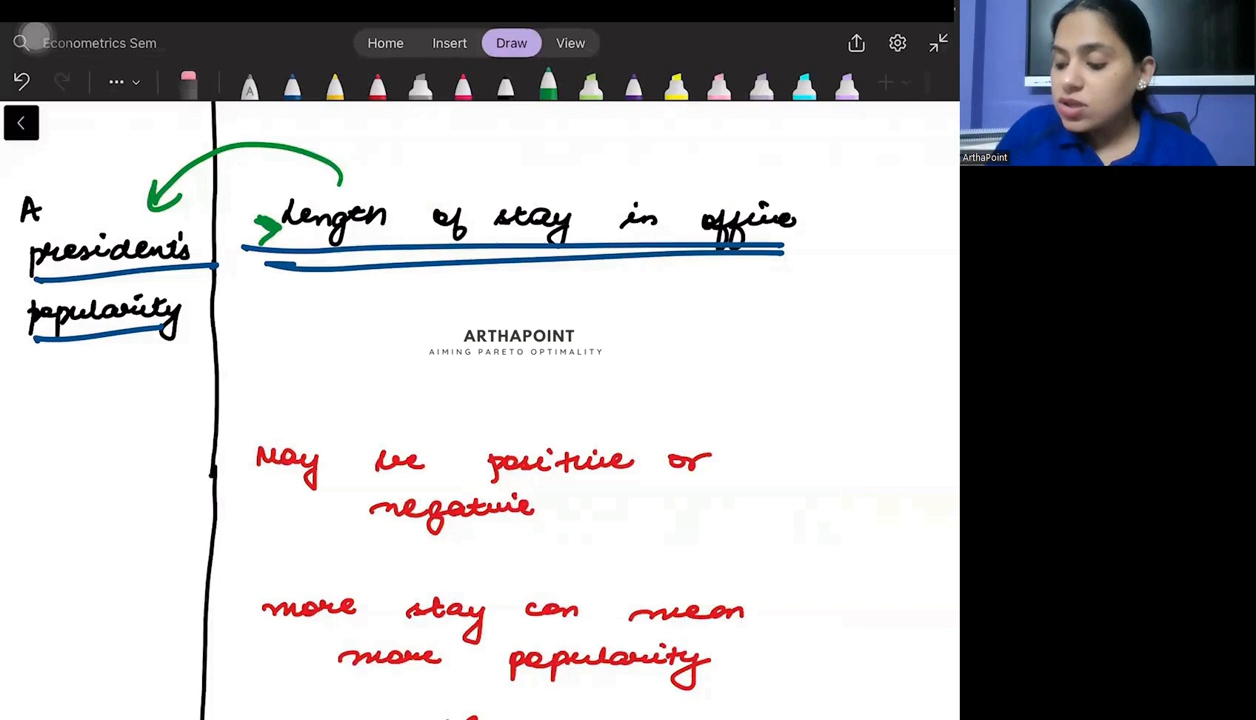 Econometrics Sem
Home Insert Draw View
A
president's
popularity
Length of stay in office
ARTHAPOINT
AIMING PARETO OPTIMALITY
May be positive or
negative
more stay can mean
more popularity
ArthaPoint